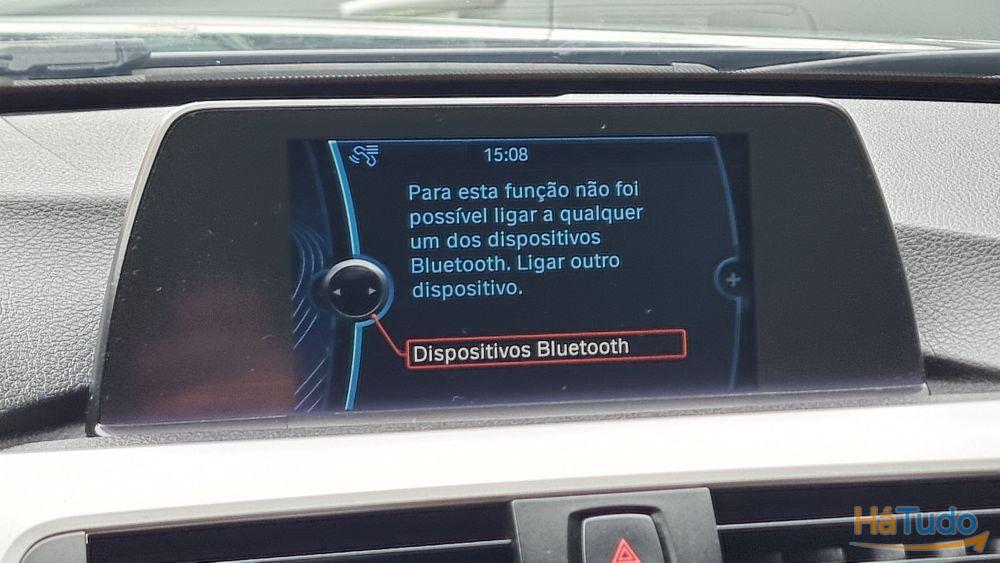 15:08
Para esta função não foi
possível ligar a qualquer
um dos dispositivos
Bluetooth. Ligar outro
dispositivo.
Dispositivos Bluetooth
HáTudo